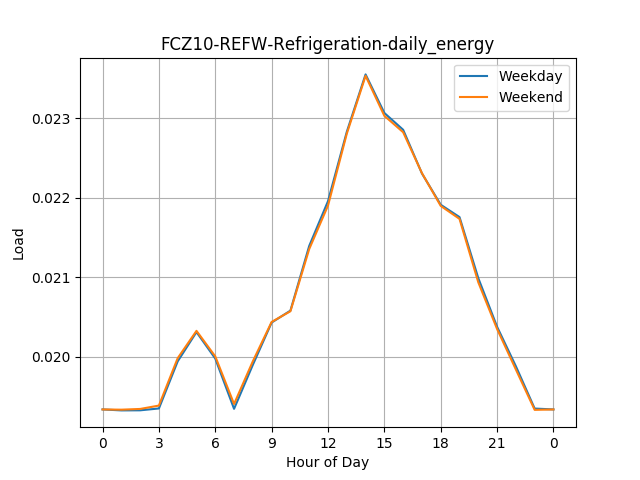 FCZ10-REFW-Refrigeration-daily_energy
Weekday
Weekend
0.023
0.022
0.021
0.020
Load
0 3 6 9 12 15 18 21 0
Hour of Day